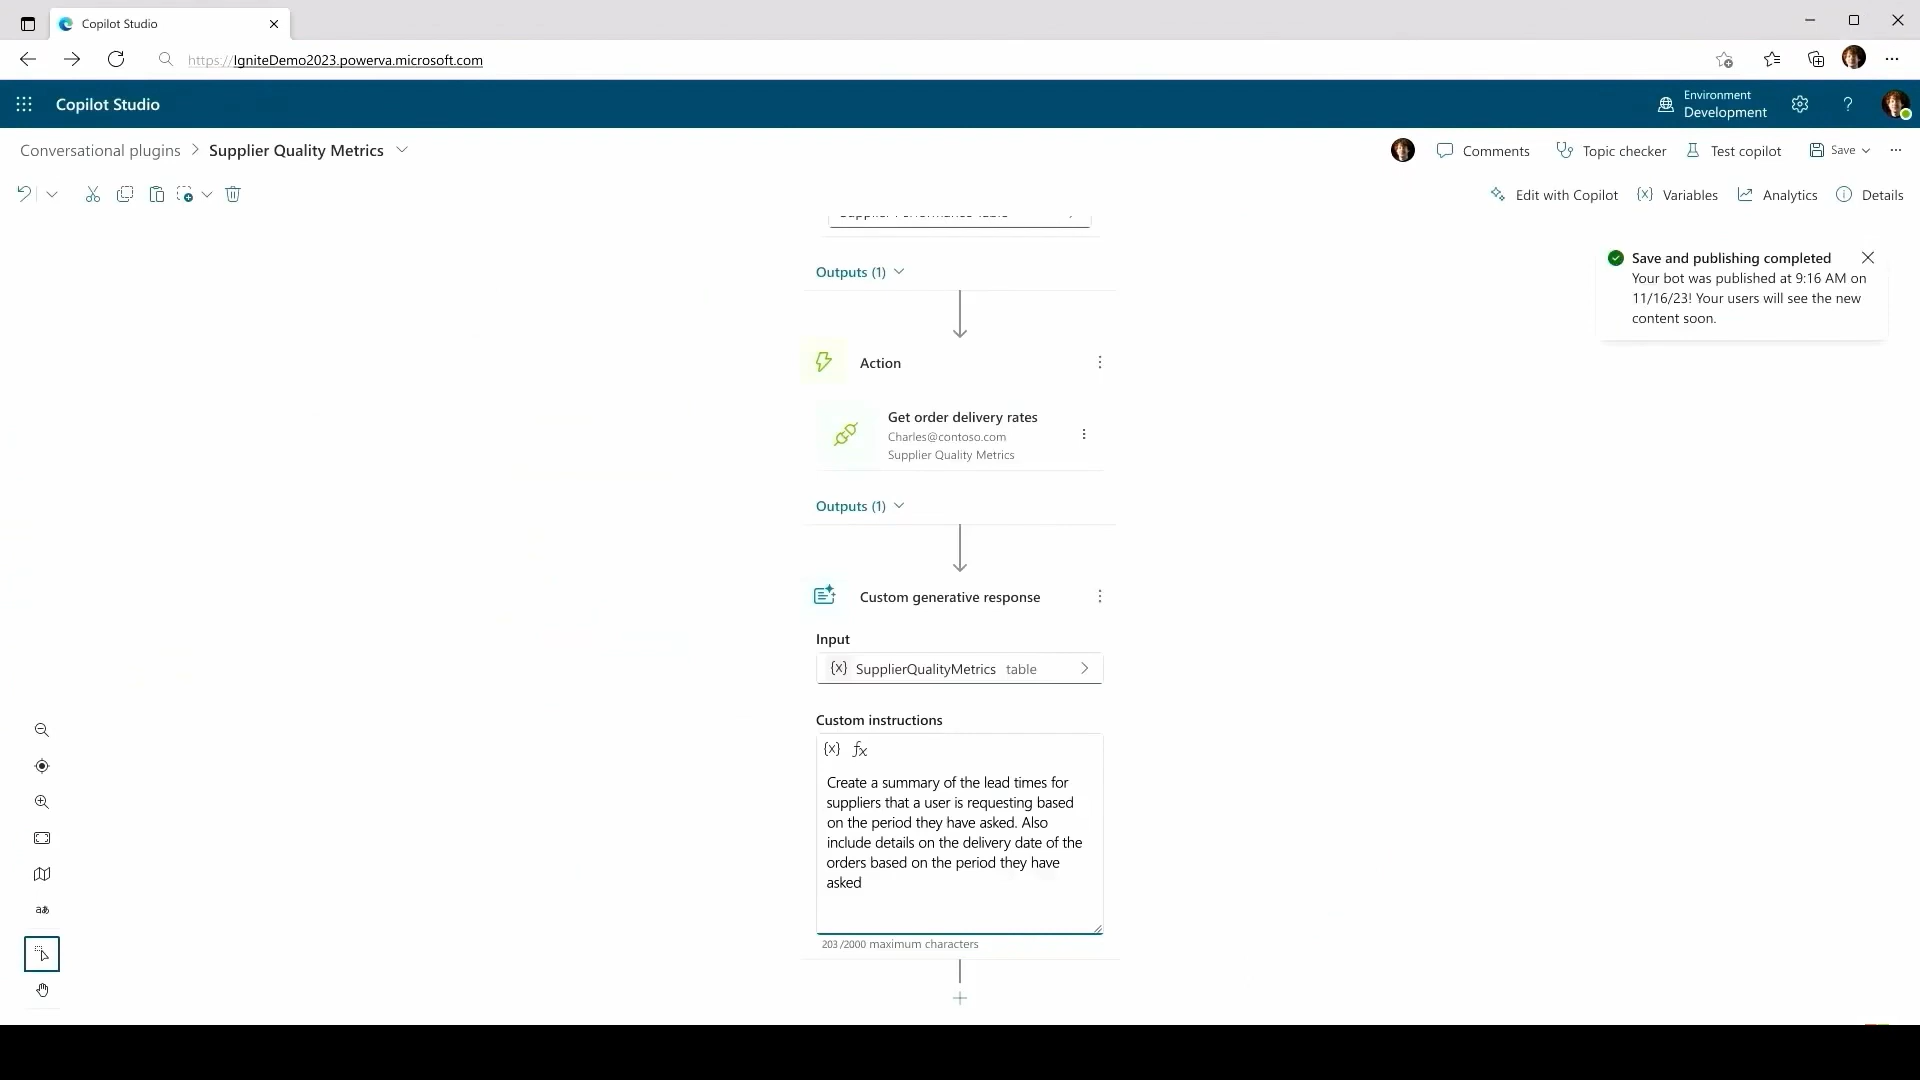 Copilot Studio
https://IgniteDemo2023.powerva.microsoft.com
Copilot Studio
Environment
Development
Conversational plugins > Supplier Quality Metrics
Comments
Topic checker
Test copilot
Save
Edit with Copilot
{x} Variables
Analytics
Details
Supplier Performance table
Outputs (1)
Save and publishing completed
Your bot was published at 9:16 AM on
11/16/23! Your users will see the new
content soon.
Action
Get order delivery rates
Charles@contoso.com
Supplier Quality Metrics
Outputs (1)
Custom generative response
Input
{x} SupplierQualityMetrics table
Custom instructions
{x} fx
Create a summary of the lead times for
suppliers that a user is requesting based
on the period they have asked. Also
include details on the delivery date of the
orders based on the period they have
asked
203 /2000 maximum characters